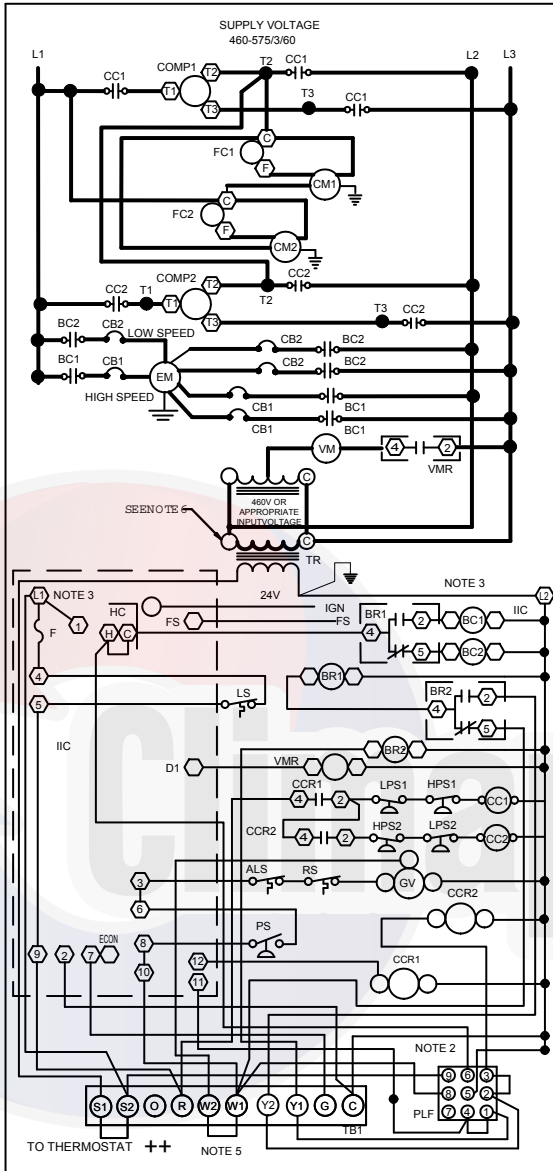 SUPPLY VOLTAGE
460-575/3/60
L1
L2
L3
CC1
COMP1
T2
T2
CC1
T1
T3
T3
CC1
C
FC1
F
CM1
C
FC2
F
CM2
COMP2
T2
T2
CC2
CC2
T1
T1
T3
T3
CC2
BC2
CB2
LOW SPEED
CB2
BC2
BC1
CB1
EM
CB2
BC2
HIGH SPEED
CB1
BC1
CB1
BC1
VM
4
2
VMR
C
460V OR
APPROPRIATE
INPUTVOLTAGE
SEENOTE 6
C
TR
24V
L1
NOTE 3
NOTE 3
L2
1
HC
IGN
FS
FS
BR1
2
BC1
IIC
H
C
4
5
BC2
F
4
BR1
BR2
2
5
LS
4
5
IIC
BR2
D1
VMR
CCR1
4
2
LPS1
HPS1
CC1
CCR2
4
2
HPS2
LPS2
CC2
3
ALS
RS
GV
6
CCR2
PS
9
2
7
ECON
8
12
10
11
CCR1
NOTE 2
9
6
3
8
5
2
7
4
1
PLF
S1
S2
O
R
W2
W1
Y2
Y1
G
C
TB1
TO THERMOSTAT ++
NOTE 5
Clima